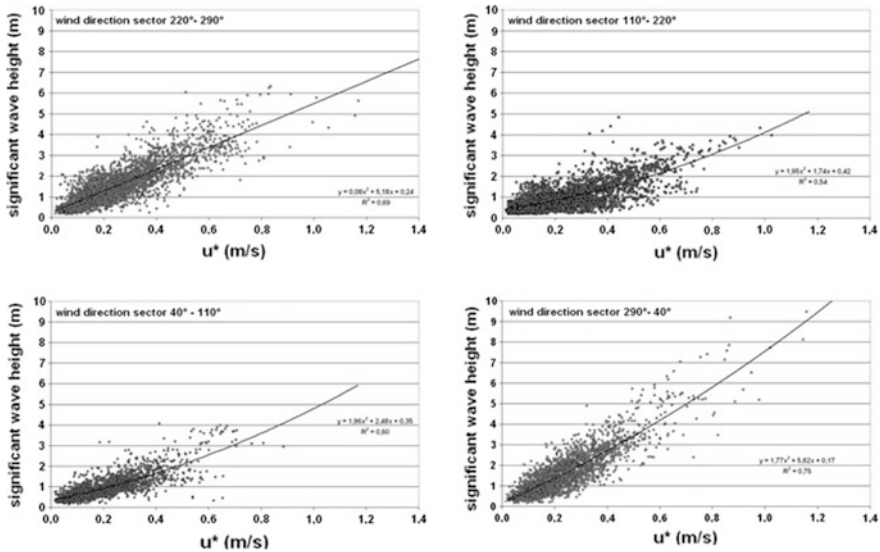 wind direction sector 220°- 290°
significant wave height (m)
10
9
8
7
6
5
4
3
2
1
0
y = 0,08x² + 5,18x + 0,24
R² = 0,69
0.0 0.2 0.4 0.6 0.8 1.0 1.2 1.4
u* (m/s)
wind direction sector 110°- 220°
significant wave height (m)
10
9
8
7
6
5
4
3
2
1
0
y = 1,95x² + 1,74x + 0,42
R² = 0,54
0.0 0.2 0.4 0.6 0.8 1.0 1.2 1.4
u* (m/s)
wind direction sector 40° - 110°
significant wave height (m)
10
9
8
7
6
5
4
3
2
1
0
y = 1,96x² + 2,48x + 0,35
R² = 0,60
0.0 0.2 0.4 0.6 0.8 1.0 1.2 1.4
u* (m/s)
wind direction sector 290°- 40°
significant wave height (m)
10
9
8
7
6
5
4
3
2
1
0
y = 1,77x² + 5,62x + 0,17
R² = 0,75
0.0 0.2 0.4 0.6 0.8 1.0 1.2 1.4
u* (m/s)